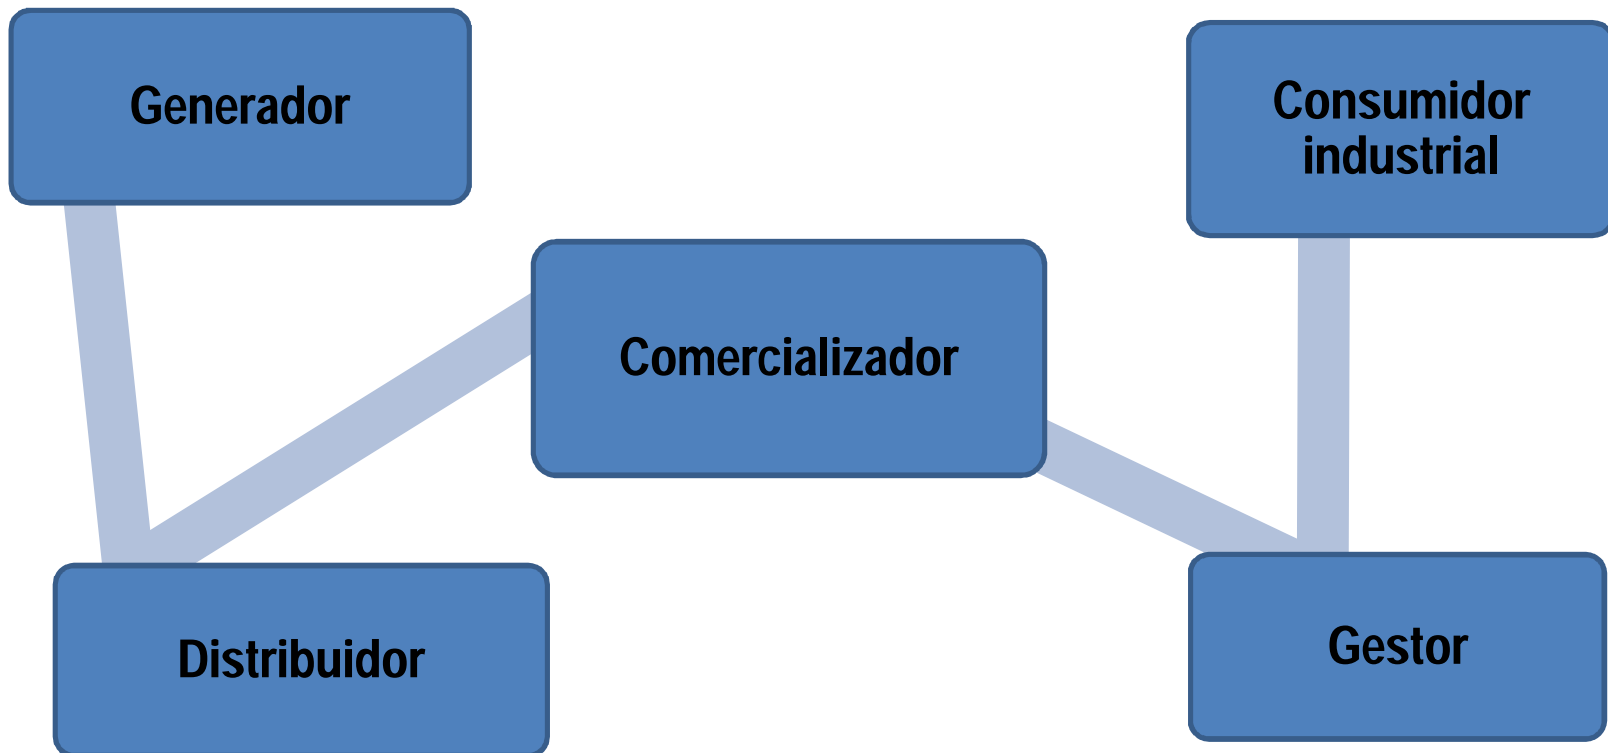 Generador
Consumidor
industrial
Comercializador
Distribuidor
Gestor